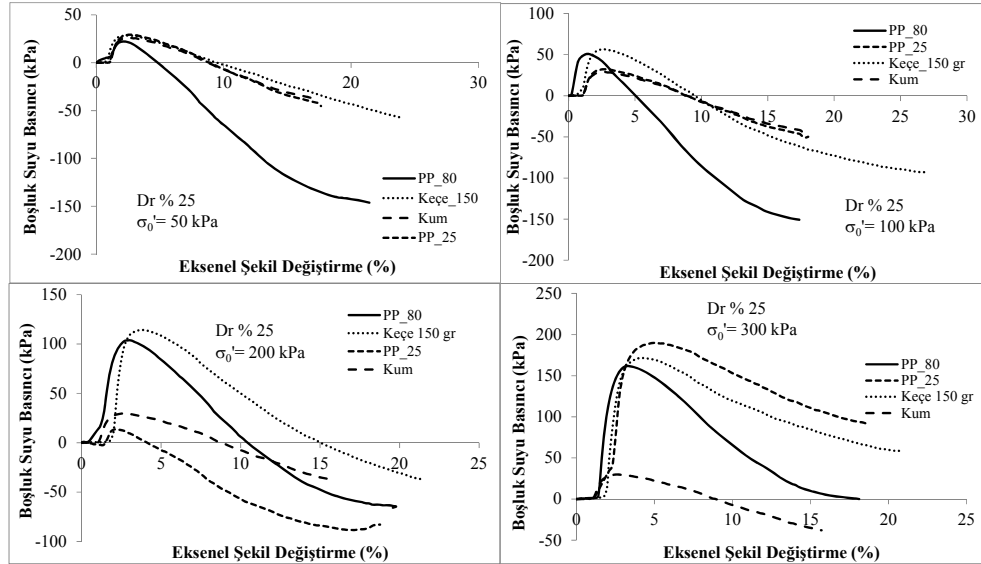 50
0
-50
-100
-150
-200
0
10
20
30
Boşluk Suyu Basıncı (kPa)
Eksenel Şekil Değiştirme (%)
Dr % 25
σ₀'= 50 kPa
PP_80
Keçe_150
Kum
PP_25
100
50
0
-50
-100
-150
-200
0
5
10
15
20
25
30
Boşluk Suyu Basıncı (kPa)
Eksenel Şekil Değiştirme (%)
PP_80
PP_25
Keçe_150 gr
Kum
Dr % 25
σ₀'= 100 kPa
150
100
50
0
-50
-100
0
5
10
15
20
25
Boşluk Suyu Basıncı (kPa)
Eksenel Şekil Değiştirme (%)
Dr % 25
σ₀'= 200 kPa
PP_80
Keçe 150 gr
PP_25
Kum
250
200
150
100
50
0
-50
0
5
10
15
20
25
Boşluk Suyu Basıncı (kPa)
Eksenel Şekil Değiştirme (%)
Dr % 25
σ₀'= 300 kPa
PP_80
PP_25
Keçe 150 gr
Kum